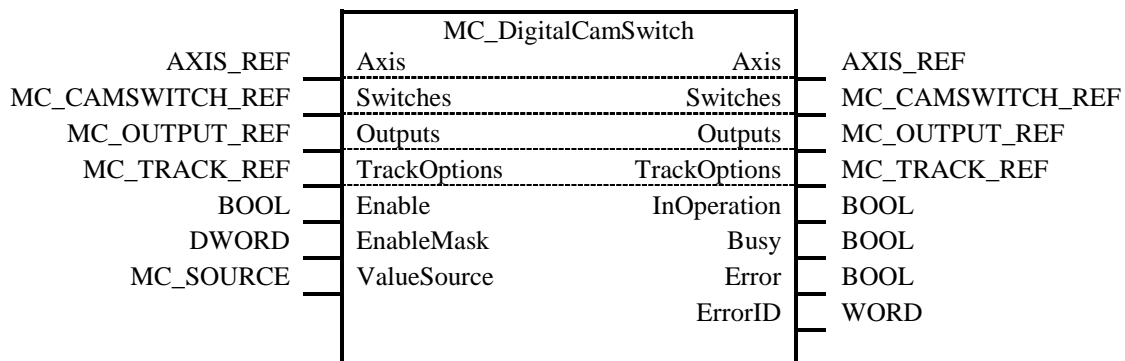 MC_DigitalCamSwitch
AXIS_REF Axis Axis AXIS_REF
MC_CAMSWITCH_REF Switches Switches MC_CAMSWITCH_REF
MC_OUTPUT_REF Outputs Outputs MC_OUTPUT_REF
MC_TRACK_REF TrackOptions TrackOptions MC_TRACK_REF
BOOL Enable InOperation BOOL
DWORD EnableMask Busy BOOL
MC_SOURCE ValueSource Error BOOL
ErrorID WORD